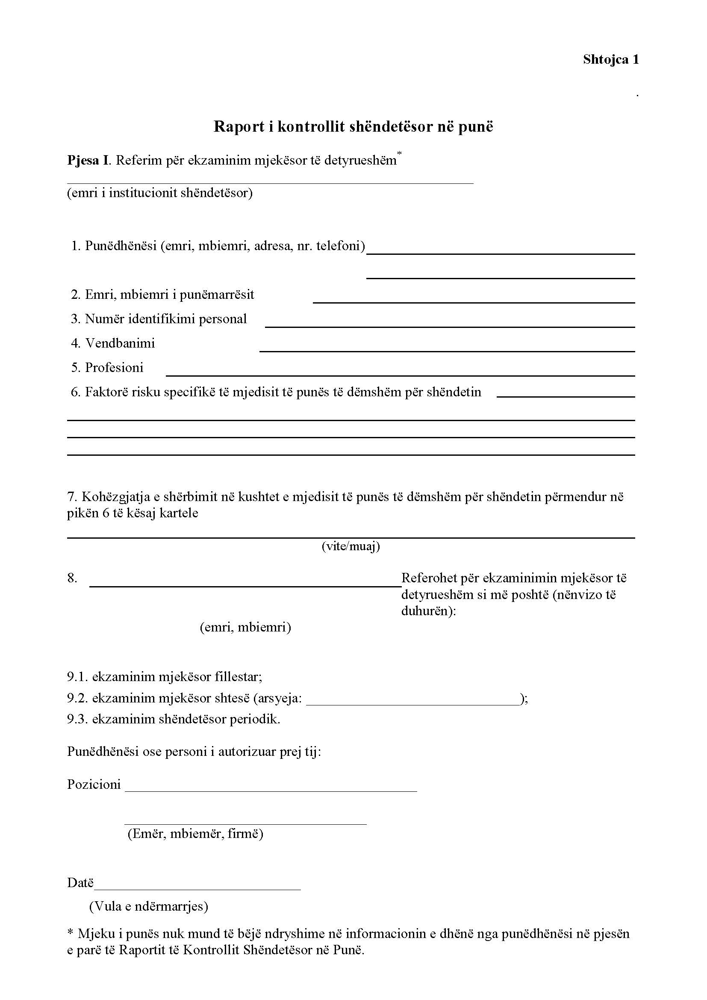 Shtojca 1
.
Raport i kontrollit shëndetësor në punë
Pjesa I. Referim për ekzaminim mjekësor të detyrueshëm*
(emri i institucionit shëndetësor)
1. Punëdhënësi (emri, mbiemri, adresa, nr. telefoni)
2. Emri, mbiemri i punëmarrësit
3. Numër identifikimi personal
4. Vendbanimi
5. Profesioni
6. Faktorë risku specifikë të mjedisit të punës të dëmshëm për shëndetin
7. Kohëzgjatja e shërbimit në kushtet e mjedisit të punës të dëmshëm për shëndetin përmendur në
pikën 6 të kësaj kartele
(vite/muaj)
8. Referohet për ekzaminimin mjekësor të
detyrueshëm si më poshtë (nënvizo të
duhurën):
(emri, mbiemri)
9.1. ekzaminim mjekësor fillestar;
9.2. ekzaminim mjekësor shtesë (arsyeja: ______________________________);
9.3. ekzaminim shëndetësor periodik.
Punëdhënësi ose personi i autorizuar prej tij:
Pozicioni
(Emër, mbiemër, firmë)
Datë
(Vula e ndërmarrjes)
* Mjeku i punës nuk mund të bëjë ndryshime në informacionin e dhënë nga punëdhënësi në pjesën
e parë të Raportit të Kontrollit Shëndetësor në Punë.